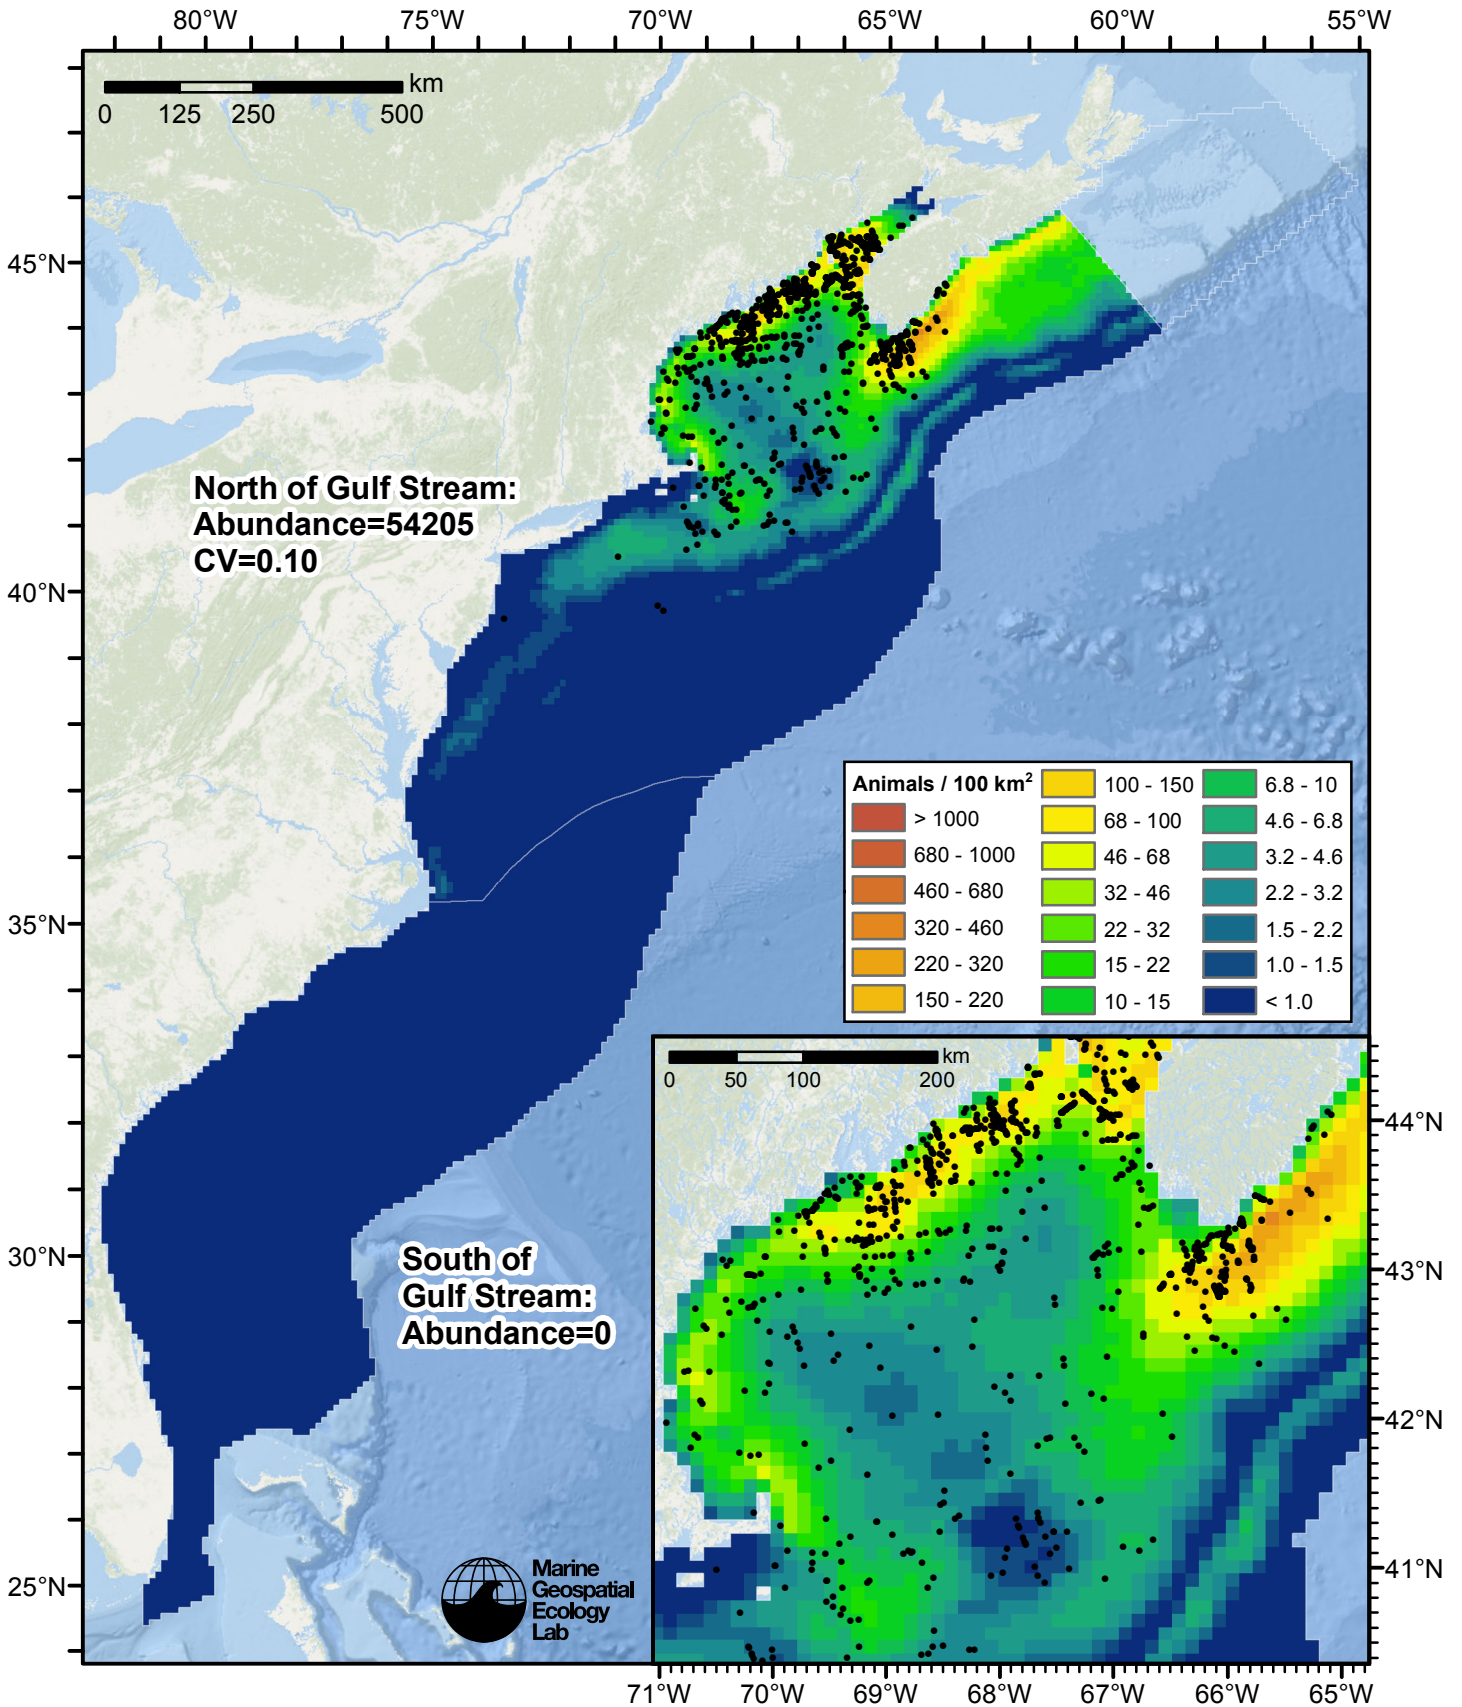 80°W 75°W 70°W 65°W 60°W 55°W
km
0 125 250 500
45°N
40°N
35°N
30°N
25°N
North of Gulf Stream:
Abundance=54205
CV=0.10
Animals / 100 km²
> 1000
680 - 1000
460 - 680
320 - 460
220 - 320
150 - 220
100 - 150
68 - 100
46 - 68
32 - 46
22 - 32
15 - 22
10 - 15
6.8 - 10
4.6 - 6.8
3.2 - 4.6
2.2 - 3.2
1.5 - 2.2
1.0 - 1.5
< 1.0
South of
Gulf Stream:
Abundance=0
Marine
Geospatial
Ecology
Lab
km
0 50 100 200
44°N
43°N
42°N
41°N
71°W 70°W 69°W 68°W 67°W 66°W 65°W